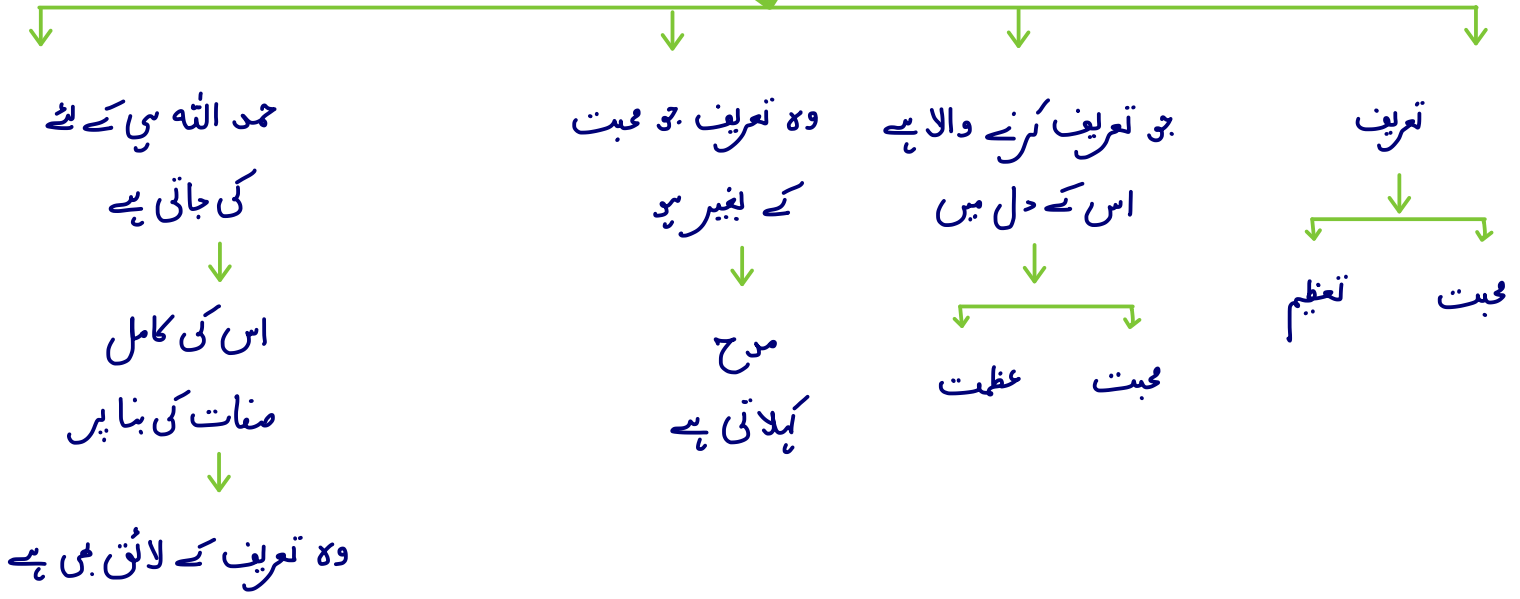 تعریف
محبت
تعظیم
جو تعریف کرنے والا ہے
اس کے دل میں
محبت
عظمت
وہ تعریف جو محبت
کے بغیر ہو
مدح
کہلاتی ہے
حمد اللّٰہ ہی کے لئے
کی جاتی ہے
اس کی کامل
صفات کی بنا پر
وہ تعریف کے لائق بھی ہے